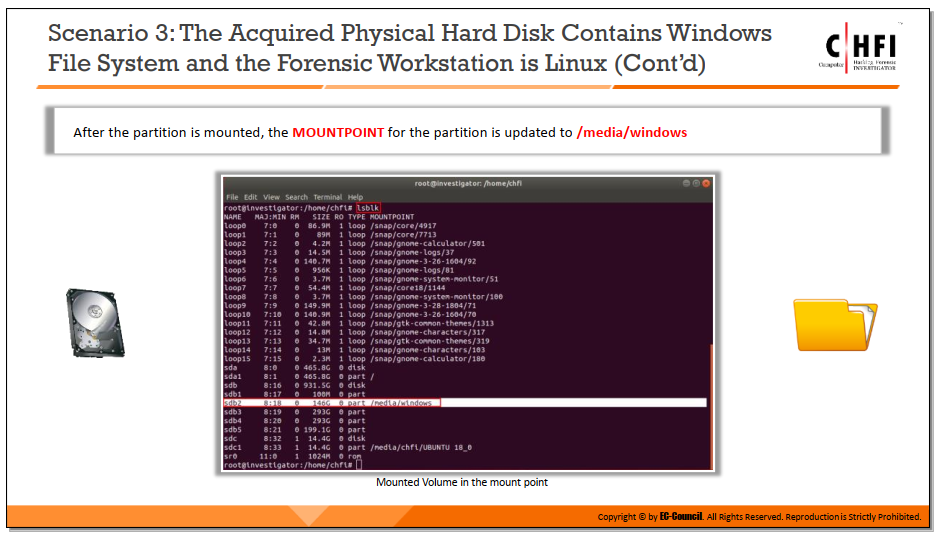 Scenario 3: The Acquired Physical Hard Disk Contains Windows
File System and the Forensic Workstation is Linux (Cont'd)
CHFI
Computer Hacking Forensic
INVESTIGATOR
After the partition is mounted, the MOUNTPOINT for the partition is updated to /media/windows
root@investigator: /home/chfi
File Edit View Search Terminal Help
root@investigator:/home/chfi# lsblk
NAME MAJ:MIN RM SIZE RO TYPE MOUNTPOINT
loop0 7:0 0 86.9M 1 loop /snap/core/4917
loop1 7:1 0 89M 1 loop /snap/core/7713
loop2 7:2 0 4.2M 1 loop /snap/gnome-calculator/501
loop3 7:3 0 14.5M 1 loop /snap/gnome-logs/37
loop4 7:4 0 140.7M 1 loop /snap/gnome-3-26-1604/92
loop5 7:5 0 956K 1 loop /snap/gnome-logs/81
loop6 7:6 0 3.7M 1 loop /snap/gnome-system-monitor/51
loop7 7:7 0 54.4M 1 loop /snap/core18/1144
loop8 7:8 0 3.7M 1 loop /snap/gnome-system-monitor/100
loop9 7:9 0 149.9M 1 loop /snap/gnome-3-28-1804/71
loop10 7:10 0 140.9M 1 loop /snap/gnome-3-26-1604/70
loop11 7:11 0 42.8M 1 loop /snap/gtk-common-themes/1313
loop12 7:12 0 14.8M 1 loop /snap/gnome-characters/317
loop13 7:13 0 34.7M 1 loop /snap/gtk-common-themes/319
loop14 7:14 0 13M 1 loop /snap/gnome-characters/103
loop15 7:15 0 2.3M 1 loop /snap/gnome-calculator/180
sda 8:0 0 465.8G 0 disk
sda1 8:1 0 465.8G 0 part /
sdb 8:16 0 931.5G 0 disk
sdb1 8:17 0 100M 0 part
sdb2 8:18 0 146G 0 part /media/windows
sdb3 8:19 0 293G 0 part
sdb4 8:20 0 293G 0 part
sdb5 8:21 0 199.1G 0 part
sdc 8:32 1 14.4G 0 disk
sdc1 8:33 1 14.4G 0 part /media/chfi/UBUNTU 18_0
sr0 11:0 1 1024M 0 rom
root@investigator:/home/chfi#
Mounted Volume in the mount point
Copyright © by EC-Council. All Rights Reserved. Reproduction is Strictly Prohibited.